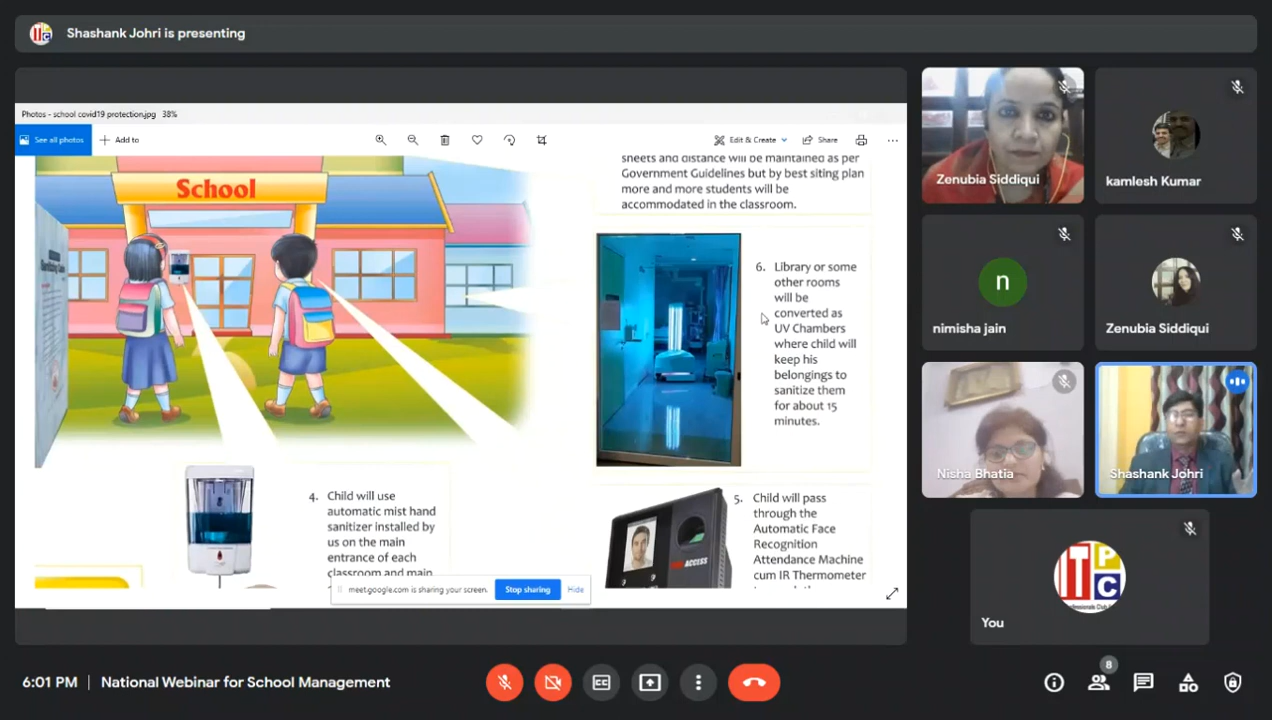 Shashank Johri is presenting
Photos - school covid19 protection.jpg 38%
See all photos
Add to
Edit & Create
Share
School
sheets and distance will be maintained as per
Government Guidelines but by best siting plan
more and more students will be
accommodated in the classroom.
6. Library or some
other rooms
will be
converted as
UV Chambers
where child will
keep his
belongings to
sanitize them
for about 15
minutes.
4. Child will use
automatic mist hand
sanitizer installed by
us on the main
entrance of each
classroom and main
5. Child will pass
through the
Automatic Face
Recognition
Attendance Machine
cum IR Thermometer
ACCESS
meet.google.com is sharing your screen.
Stop sharing
Hide
Zenubia Siddiqui
kamlesh Kumar
n
nimisha jain
Zenubia Siddiqui
Nisha Bhatia
Shashank Johri
ITPC
You
6:01 PM | National Webinar for School Management
8